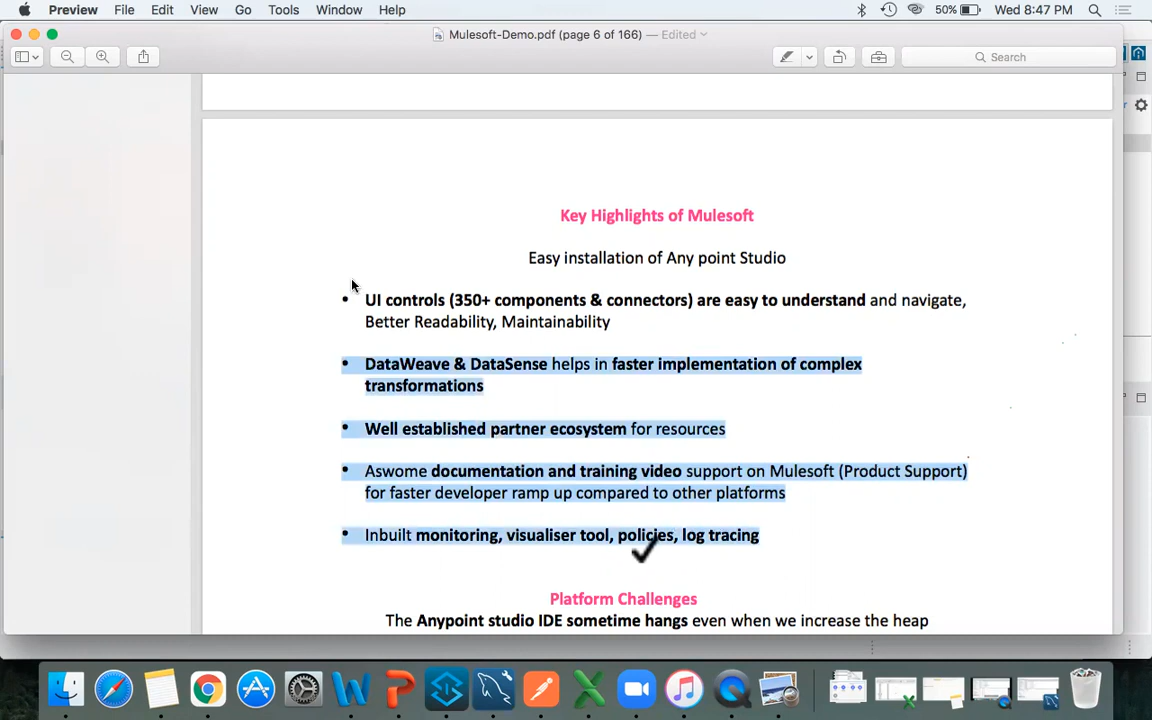 Preview File Edit View Go Tools Window Help 50% Wed 8:47 PM
Mulesoft-Demo.pdf (page 6 of 166) — Edited
Search
Key Highlights of Mulesoft
Easy installation of Any point Studio
• UI controls (350+ components & connectors) are easy to understand and navigate,
Better Readability, Maintainability
• DataWeave & DataSense helps in faster implementation of complex
transformations
• Well established partner ecosystem for resources
• Aswome documentation and training video support on Mulesoft (Product Support)
for faster developer ramp up compared to other platforms
• Inbuilt monitoring, visualiser tool, policies, log tracing
Platform Challenges
The Anypoint studio IDE sometime hangs even when we increase the heap